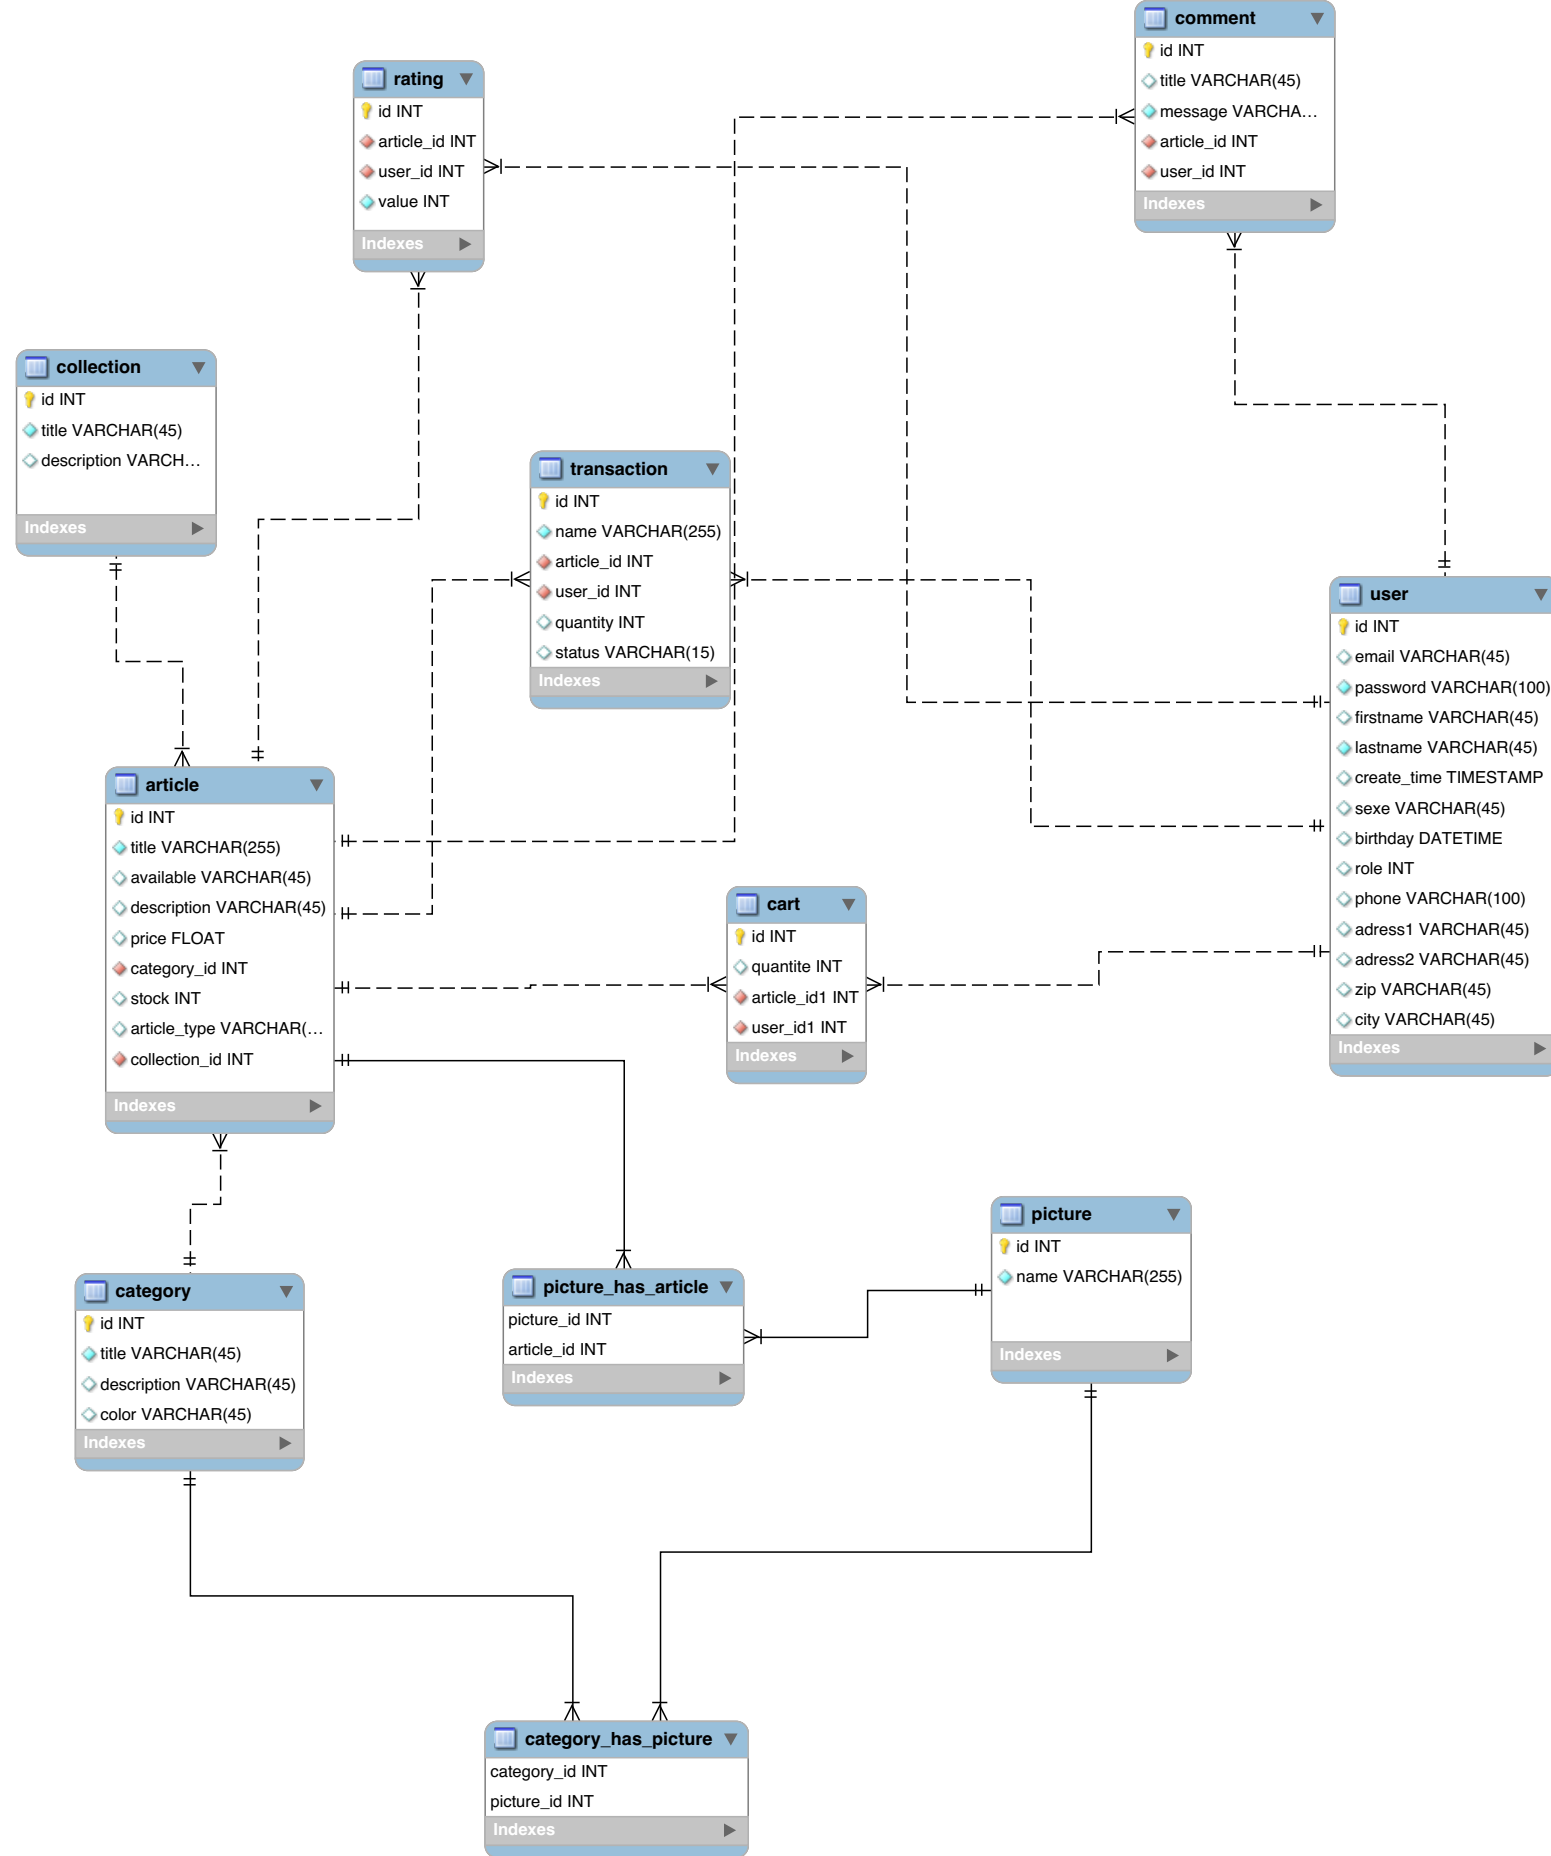 comment
id INT
title VARCHAR(45)
message VARCHA...
article_id INT
user_id INT
Indexes
rating
id INT
article_id INT
user_id INT
value INT
Indexes
collection
id INT
title VARCHAR(45)
description VARCH...
Indexes
transaction
id INT
name VARCHAR(255)
article_id INT
user_id INT
quantity INT
status VARCHAR(15)
Indexes
user
id INT
email VARCHAR(45)
password VARCHAR(100)
firstname VARCHAR(45)
lastname VARCHAR(45)
create_time TIMESTAMP
sexe VARCHAR(45)
birthday DATETIME
role INT
phone VARCHAR(100)
adress1 VARCHAR(45)
adress2 VARCHAR(45)
zip VARCHAR(45)
city VARCHAR(45)
Indexes
article
id INT
title VARCHAR(255)
available VARCHAR(45)
description VARCHAR(45)
price FLOAT
category_id INT
stock INT
article_type VARCHAR(...
collection_id INT
Indexes
cart
id INT
quantite INT
article_id1 INT
user_id1 INT
Indexes
picture
id INT
name VARCHAR(255)
Indexes
category
id INT
title VARCHAR(45)
description VARCHAR(45)
color VARCHAR(45)
Indexes
picture_has_article
picture_id INT
article_id INT
Indexes
category_has_picture
category_id INT
picture_id INT
Indexes